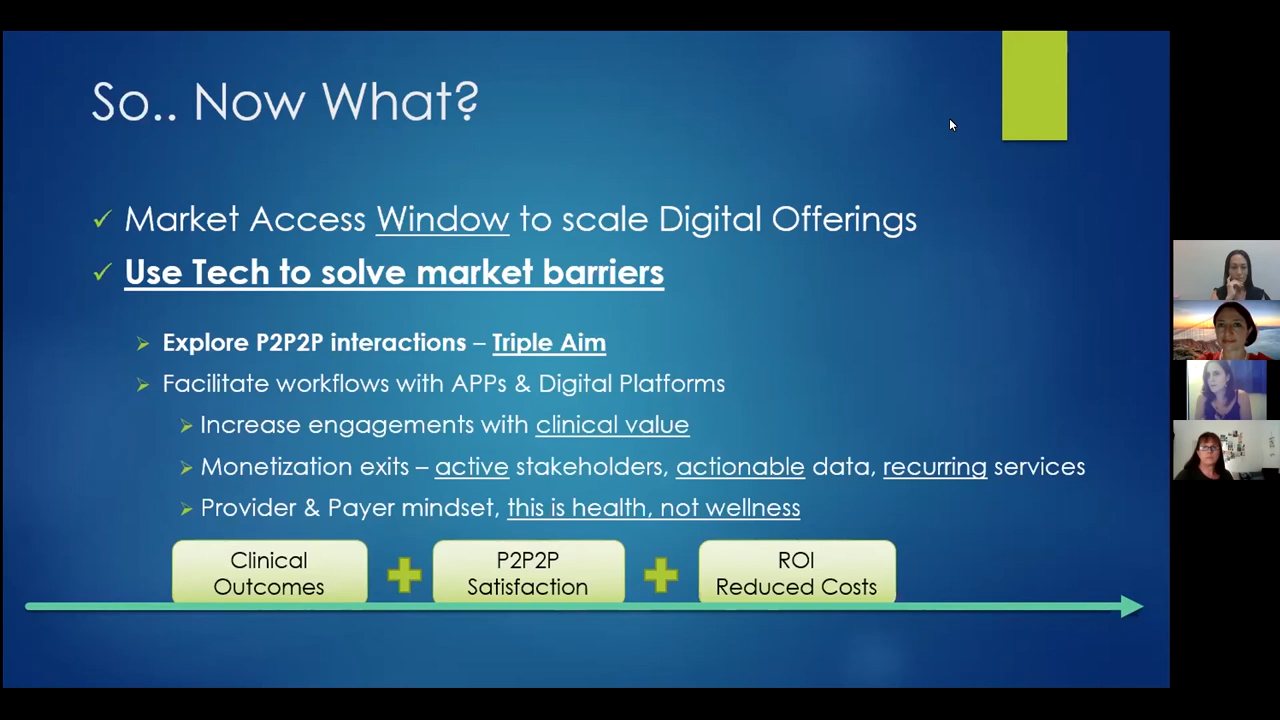 So.. Now What?
Market Access Window to scale Digital Offerings
Use Tech to solve market barriers
Explore P2P2P interactions – Triple Aim
Facilitate workflows with APPs & Digital Platforms
Increase engagements with clinical value
Monetization exits – active stakeholders, actionable data, recurring services
Provider & Payer mindset, this is health, not wellness
Clinical
Outcomes
P2P2P
Satisfaction
ROI
Reduced Costs